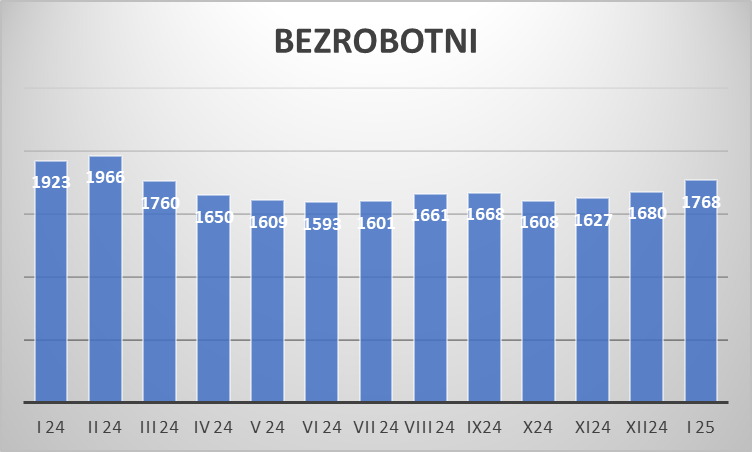 BEZROBOTNI
1923 1966 1760 1650 1609 1593 1601 1661 1668 1608 1627 1680 1768
I 24 II 24 III 24 IV 24 V 24 VI 24 VII 24 VIII 24 IX24 X24 XI24 XII24 I 25